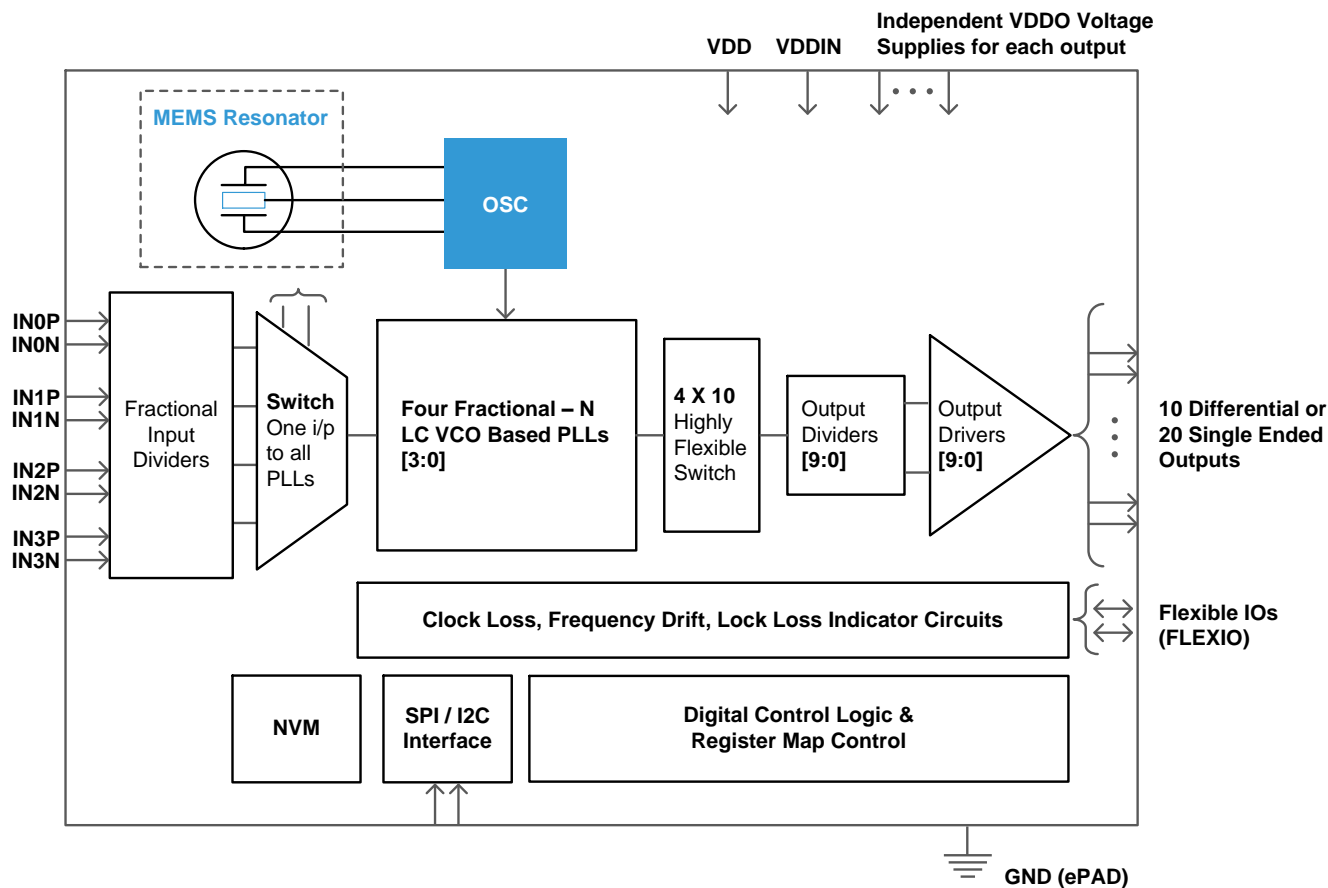 Independent VDDO Voltage
Supplies for each output
VDD
VDDIN
MEMS Resonator
OSC
IN0P
IN0N
IN1P
IN1N
IN2P
IN2N
IN3P
IN3N
Fractional
Input
Dividers
Switch
One i/p
to all
PLLs
Four Fractional – N
LC VCO Based PLLs
[3:0]
4 X 10
Highly
Flexible
Switch
Output
Dividers
[9:0]
Output
Drivers
[9:0]
10 Differential or
20 Single Ended
Outputs
Clock Loss, Frequency Drift, Lock Loss Indicator Circuits
Flexible IOs
(FLEXIO)
NVM
SPI / I2C
Interface
Digital Control Logic &
Register Map Control
GND (ePAD)